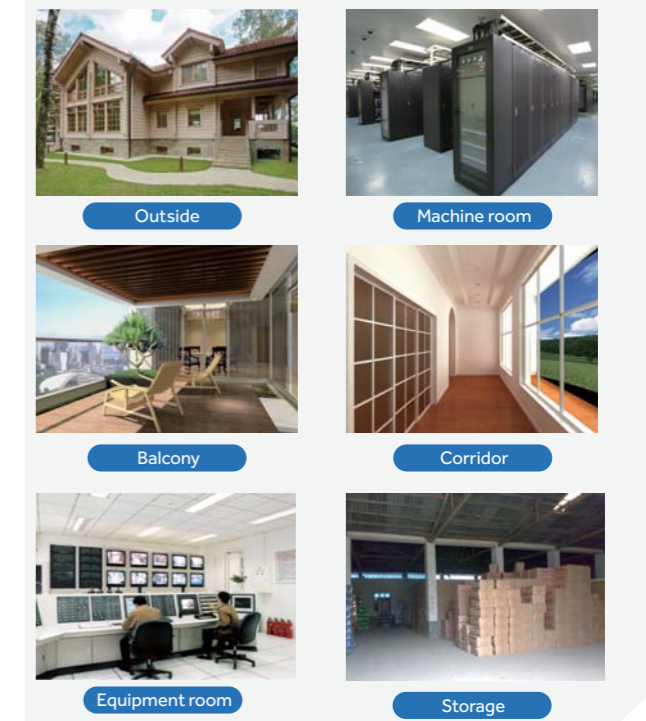 Outside
Machine room
Balcony
Corridor
Equipment room
Storage